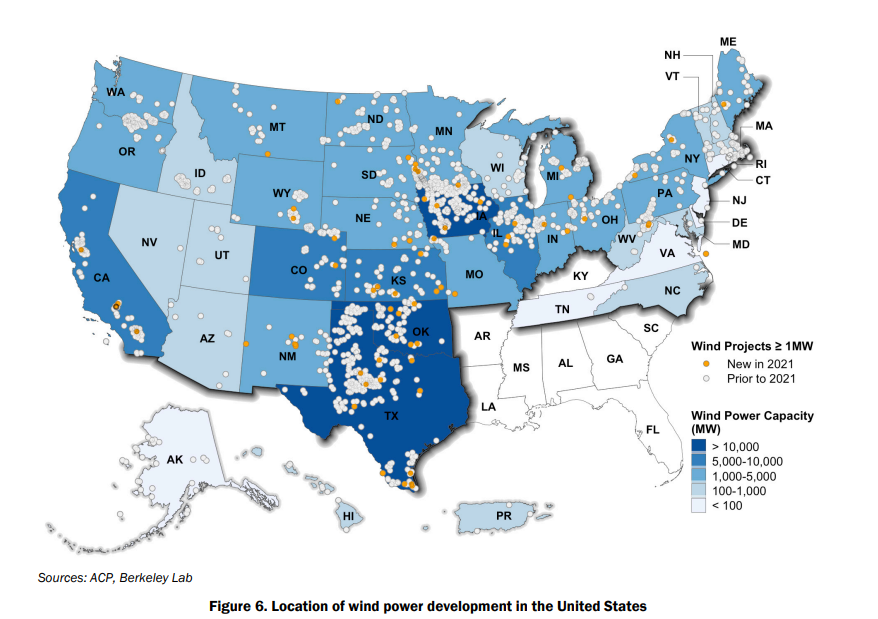 ME
NH
VT
WA
MT
ND
MN
MA
OR
ID
SD
WI
MI
NY
RI
CT
WY
NE
IA
PA
NJ
NV
UT
CO
KS
IL
IN
OH
WV
DE
MD
VA
CA
MO
KY
NC
AZ
NM
OK
TN
AR
SC
MS
AL
GA
TX
LA
FL
Wind Projects ≥ 1MW
New in 2021
Prior to 2021
Wind Power Capacity
(MW)
> 10,000
5,000-10,000
1,000-5,000
100-1,000
< 100
AK
HI
PR
Sources: ACP, Berkeley Lab
Figure 6. Location of wind power development in the United States